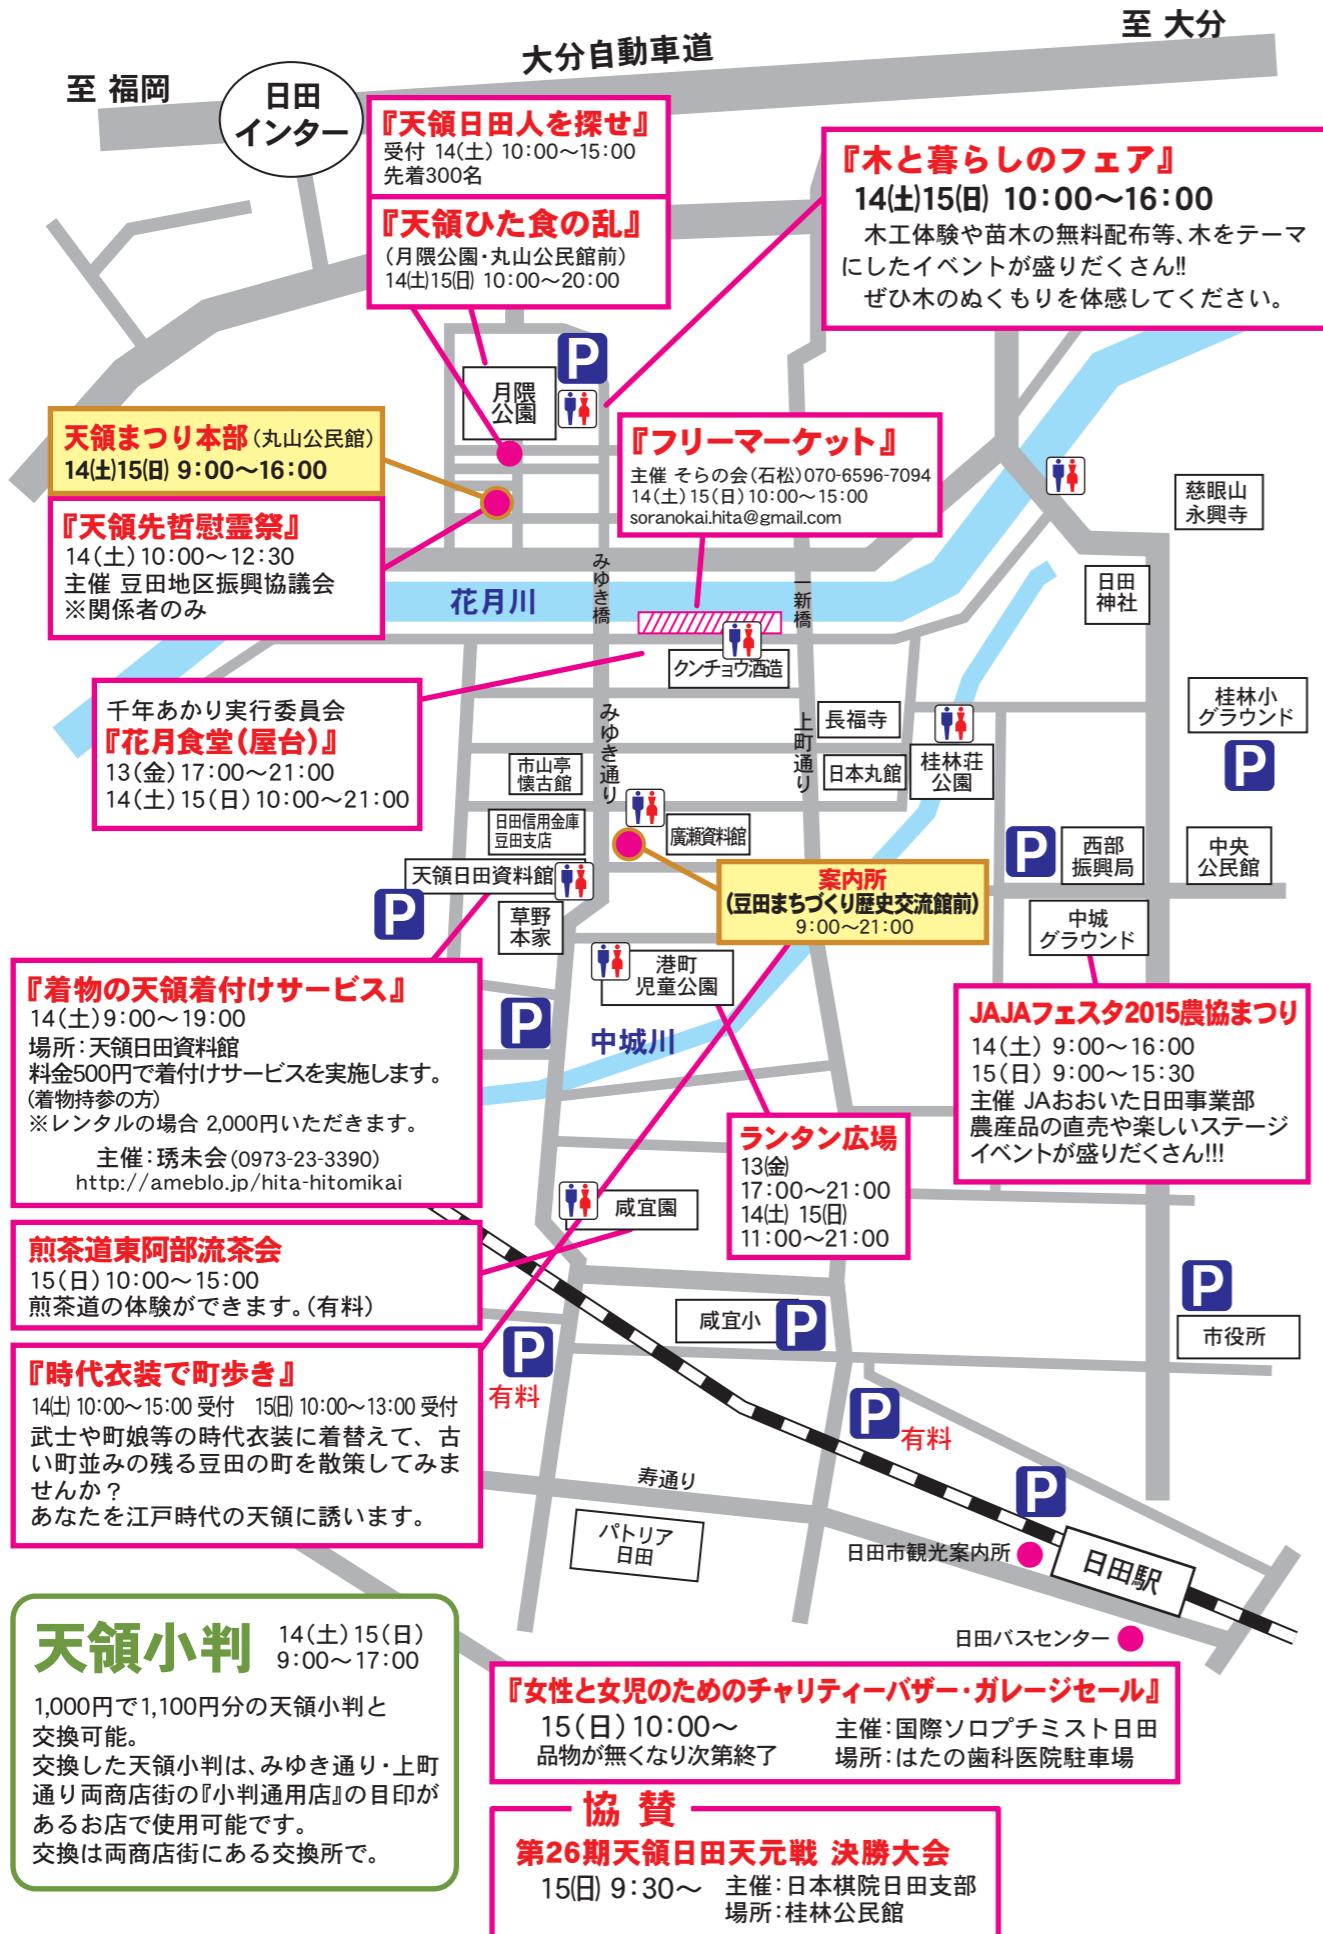 至 大分
大分自動車道
至 福岡
日田
インター
『天領日田人を探せ』
受付 14(土) 10:00〜15:00
先着300名
『天領ひた食の乱』
(月隈公園・丸山公民館前)
14(土)15(日) 10:00〜20:00
『木と暮らしのフェア』
14(土)15(日) 10:00〜16:00
木工体験や苗木の無料配布等、木をテーマ
にしたイベントが盛りだくさん!!
ぜひ木のぬくもりを体感してください。
P
月隈
公園
天領まつり本部(丸山公民館)
14(土)15(日) 9:00〜16:00
『フリーマーケット』
主催 そらの会(石松)070-6596-7094
14(土)15(日)10:00〜15:00
soranokai.hita@gmail.com
慈眼山
永興寺
『天領先哲慰霊祭』
14(土)10:00〜12:30
主催 豆田地区振興協議会
※関係者のみ
みゆき橋
一新橋
日田
神社
花月川
クンチョウ酒造
千年あかり実行委員会
『花月食堂(屋台)』
13(金)17:00〜21:00
14(土)15(日)10:00〜21:00
みゆき通り
上町通り
長福寺
桂林小
グラウンド
P
市山亭
懐古館
日本丸館
桂林荘
公園
日田信用金庫
豆田支店
廣瀬資料館
P
西部
振興局
中央
公民館
天領日田資料館
P
案内所
(豆田まちづくり歴史交流館前)
9:00〜21:00
草野
本家
中城
グラウンド
港町
児童公園
『着物の天領着付けサービス』
14(土)9:00〜19:00
場所:天領日田資料館
料金500円で着付けサービスを実施します。
(着物持参の方)
※レンタルの場合 2,000円いただきます。
主催:琇未会(0973-23-3390)
http://ameblo.jp/hita-hitomikai
P
中城川
JAJAフェスタ2015農協まつり
14(土) 9:00〜16:00
15(日) 9:00〜15:30
主催 JAおおいた日田事業部
農産品の直売や楽しいステージ
イベントが盛りだくさん!!!
ランタン広場
13(金)
17:00〜21:00
14(土) 15(日)
11:00〜21:00
咸宜園
煎茶道東阿部流茶会
15(日)10:00〜15:00
煎茶道の体験ができます。(有料)
咸宜小
P
P
市役所
『時代衣装で町歩き』
14(土) 10:00〜15:00 受付 15(日) 10:00〜13:00 受付
武士や町娘等の時代衣装に着替えて、古
い町並みの残る豆田の町を散策してみま
せんか?
あなたを江戸時代の天領に誘います。
P
有料
P
有料
寿通り
P
パトリア
日田
日田市観光案内所
日田駅
日田バスセンター
天領小判
14(土)15(日)
9:00〜17:00
1,000円で1,100円分の天領小判と
交換可能。
交換した天領小判は、みゆき通り・上町
通り両商店街の『小判通用店』の目印が
あるお店で使用可能です。
交換は両商店街にある交換所で。
『女性と女児のためのチャリティーバザー・ガレージセール』
15(日)10:00〜
品物が無くなり次第終了
主催:国際ソロプチミスト日田
場所:はたの歯科医院駐車場
協 賛
第26期天領日田天元戦 決勝大会
15(日) 9:30〜
主催:日本棋院日田支部
場所:桂林公民館